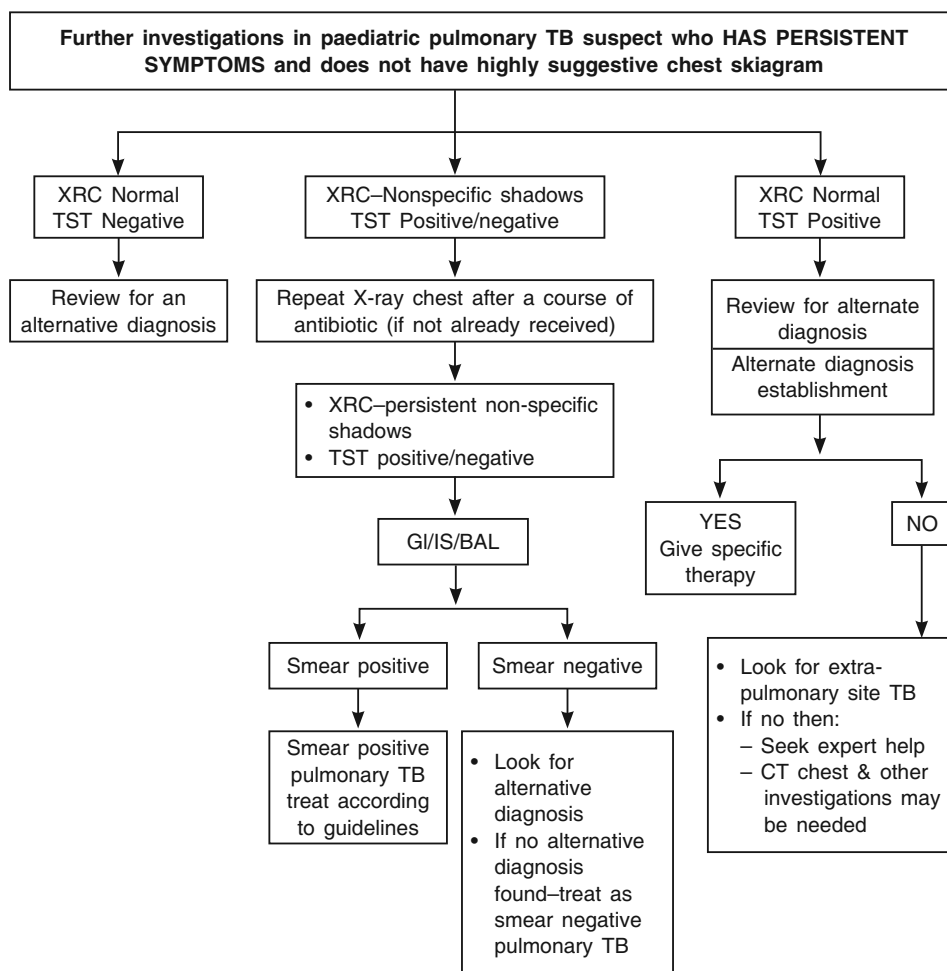 Further investigations in paediatric pulmonary TB suspect who HAS PERSISTENT
SYMPTOMS and does not have highly suggestive chest skiagram
XRC Normal
TST Negative
Review for an
alternative diagnosis
XRC–Nonspecific shadows
TST Positive/negative
Repeat X-ray chest after a course of
antibiotic (if not already received)
• XRC–persistent non-specific
shadows
• TST positive/negative
GI/IS/BAL
Smear positive
Smear positive
pulmonary TB
treat according
to guidelines
Smear negative
• Look for
alternative
diagnosis
• If no alternative
diagnosis
found–treat as
smear negative
pulmonary TB
XRC Normal
TST Positive
Review for alternate
diagnosis
Alternate diagnosis
establishment
YES
Give specific
therapy
NO
• Look for extra-
pulmonary site TB
• If no then:
– Seek expert help
– CT chest & other
investigations may
be needed